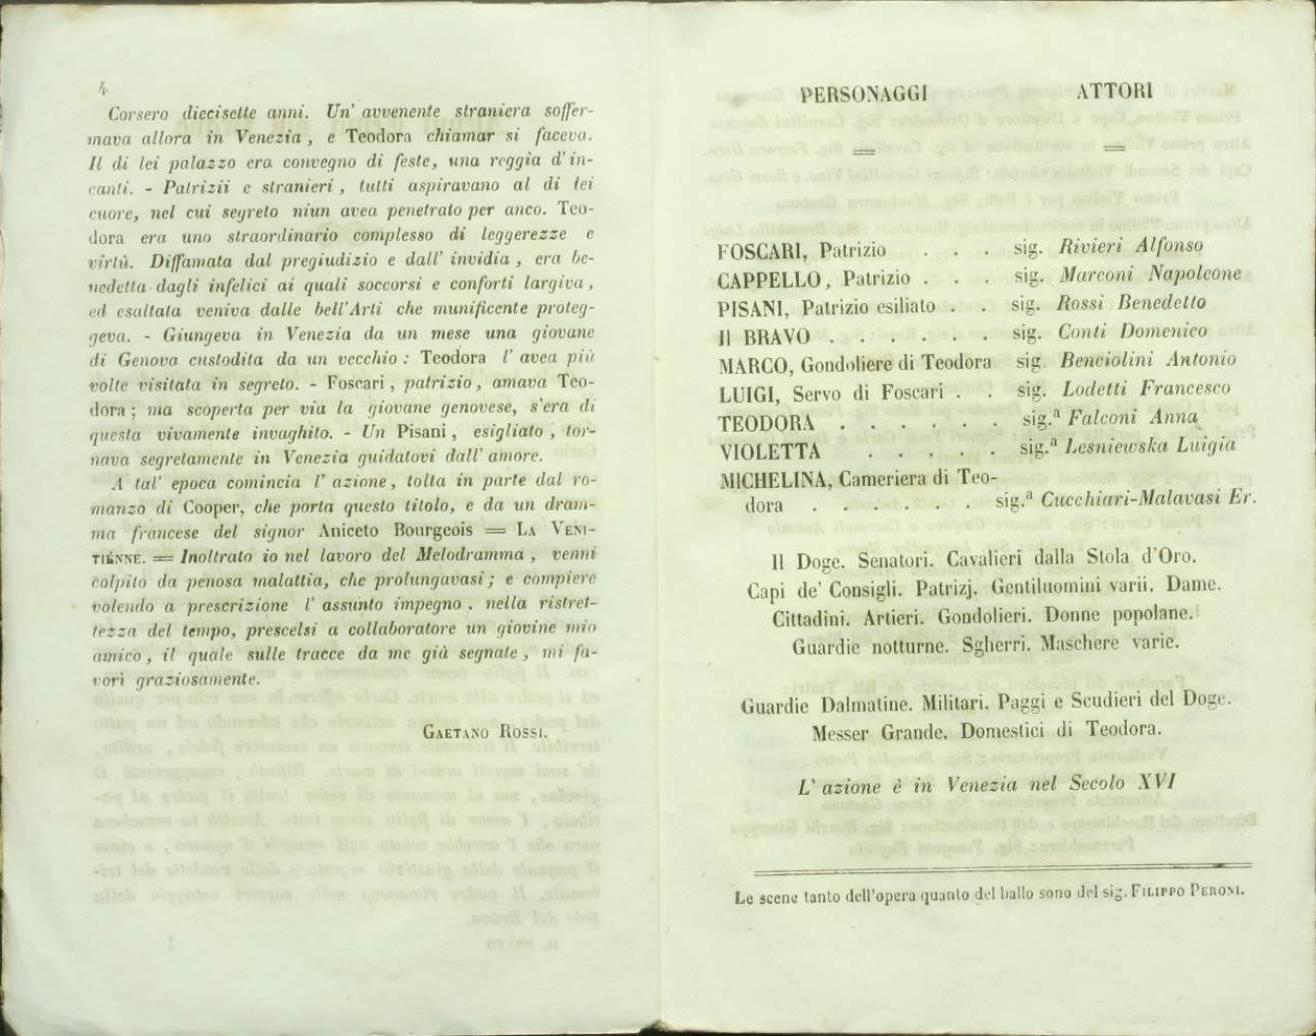 4
Corsero diecisette anni. Un' avvenente straniera soffer-
mava allora in Venezia, e Teodora chiamar si faceva.
Il di lei palazzo era convegno di feste, una reggia d'in-
canti. - Patrizii e stranieri, tutti aspiravano al di lei
cuore, nel cui segreto niun avea penetrato per anco. Teo-
dora era uno straordinario complesso di leggerezze e
virtù. Diffamata dal pregiudizio e dall' invidia, era be-
nedetta dagli infelici ai quali soccorsi e conforti largiva,
ed esaltata veniva dalle bell'Arti che munificente proteg-
geva. - Giungeva in Venezia da un mese una giovane
di Genova custodita da un vecchio: Teodora l' avea più
volte visitata in segreto. - Foscari, patrizio, amava Teo-
dora; ma scoperta per via la giovane genovese, s'era di
questa vivamente invaghito. - Un Pisani, esigliato, tor-
nava segretamente in Venezia guidatovi dall' amore.
A tal' epoca comincia l' azione, tolta in parte dal ro-
manzo di Cooper, che porta questo titolo, e da un dram-
ma francese del signor Aniceto Bourgeois = LA VENI-
TIÉNNE. = Inoltrato io nel lavoro del Melodramma, venni
colpito da penosa malattia, che prolungavasi; e compiere
volendo a prescrizione l' assunto impegno, nella ristret-
tezza del tempo, prescelsi a collaboratore un giovine mio
amico, il quale sulle tracce da me già segnate, mi fa-
vorì graziosamente.
GAETANO ROSSI.
PERSONAGGI ATTORI
FOSCARI, Patrizio . . . sig. Rivieri Alfonso
CAPPELLO, Patrizio . . . sig. Marconi Napoleone
PISANI, Patrizio esiliato . . sig. Rossi Benedetto
Il BRAVO . . . . . . sig. Conti Domenico
MARCO, Gondoliere di Teodora sig. Benciolini Antonio
LUIGI, Servo di Foscari . . sig. Lodetti Francesco
TEODORA . . . . . . sig.ª Falconi Anna
VIOLETTA . . . . . sig.ª Lesniewska Luigia
MICHELINA, Cameriera di Teo-
dora . . . . . . sig.ª Cucchiari-Malavasi Er.
Il Doge. Senatori. Cavalieri dalla Stola d'Oro.
Capi de' Consigli. Patrizj. Gentiluomini varii. Dame.
Cittadini. Artieri. Gondolieri. Donne popolane.
Guardie notturne. Sgherri. Maschere varie.
Guardie Dalmatine. Militari. Paggi e Scudieri del Doge.
Messer Grande. Domestici di Teodora.
L' azione è in Venezia nel Secolo XVI
Le scene tanto dell'opera quanto del ballo sono del sig. FILIPPO PERONI.